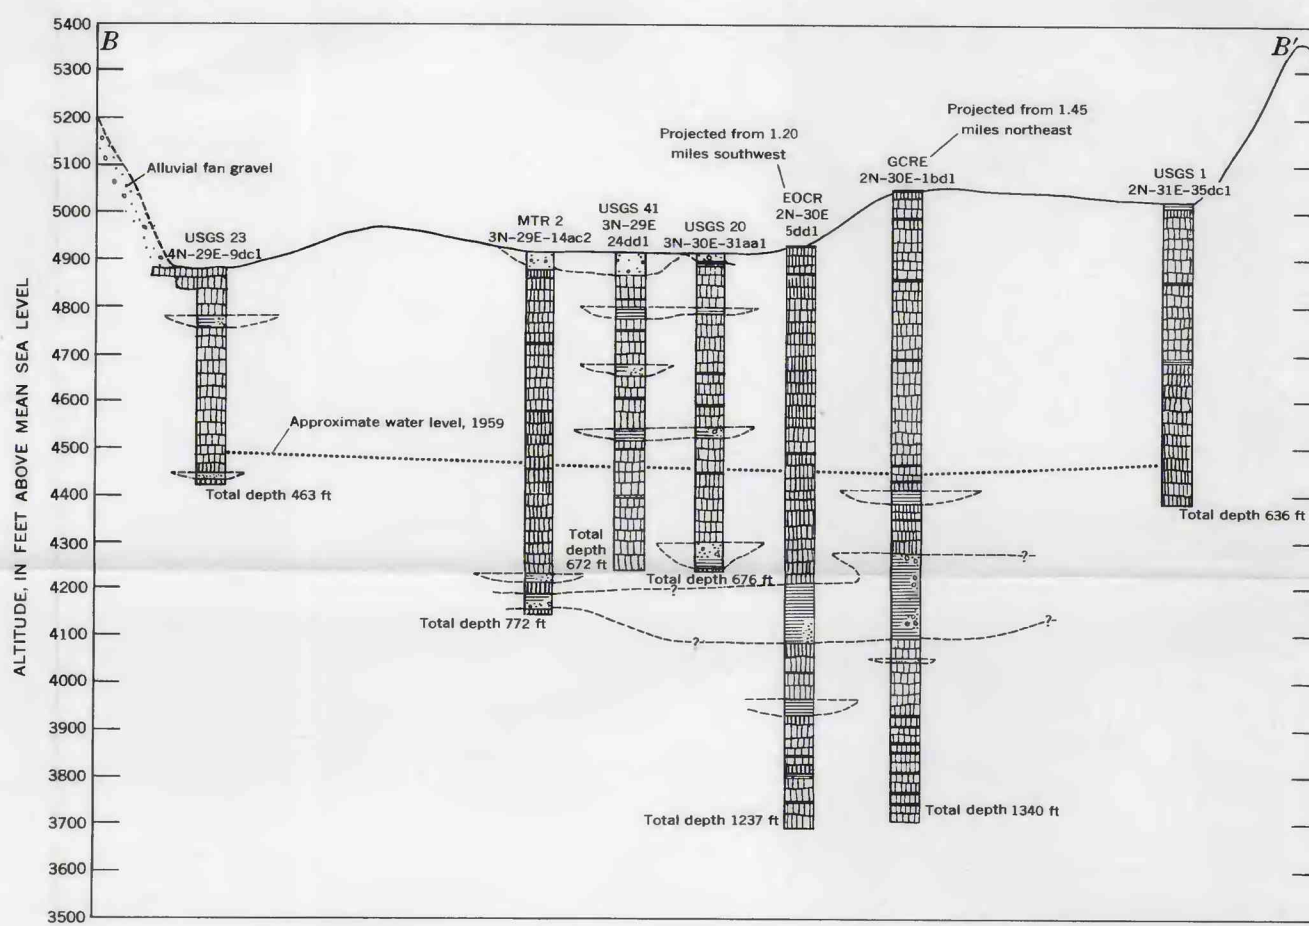 5400
5300
5200
5100
5000
4900
4800
4700
4600
4500
4400
4300
4200
4100
4000
3900
3800
3700
3600
3500
ALTITUDE, IN FEET ABOVE MEAN SEA LEVEL
B
B'
Alluvial fan gravel
USGS 23
4N-29E-9dc1
Total depth 463 ft
Approximate water level, 1959
MTR 2
3N-29E-14ac2
Total depth 772 ft
USGS 41
3N-29E
24dd1
Total
depth
672 ft
USGS 20
3N-30E-31aa1
Total depth 676 ft
Projected from 1.20
miles southwest
EOCR
2N-30E
5dd1
Total depth 1237 ft
Projected from 1.45
miles northeast
GCRE
2N-30E-1bd1
Total depth 1340 ft
USGS 1
2N-31E-35dc1
Total depth 636 ft
?
?
?
?